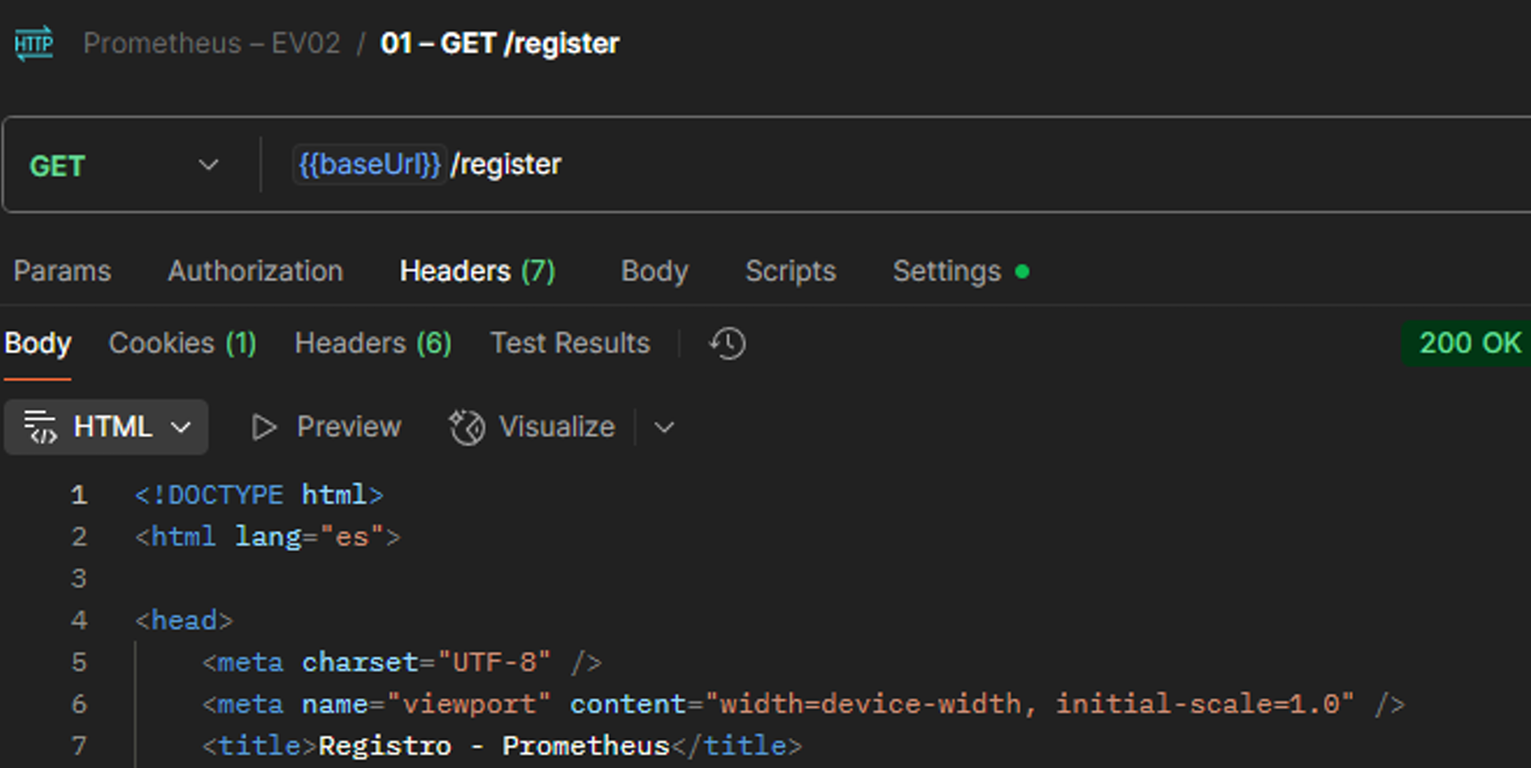 HTTP Prometheus – EV02 / 01 – GET /register
GET {{baseUrl}} /register
Params Authorization Headers (7) Body Scripts Settings
Body Cookies (1) Headers (6) Test Results 200 OK
HTML Preview Visualize
1 <!DOCTYPE html>
2 <html lang="es">
3
4 <head>
5 <meta charset="UTF-8" />
6 <meta name="viewport" content="width=device-width, initial-scale=1.0" />
7 <title>Registro - Prometheus</title>